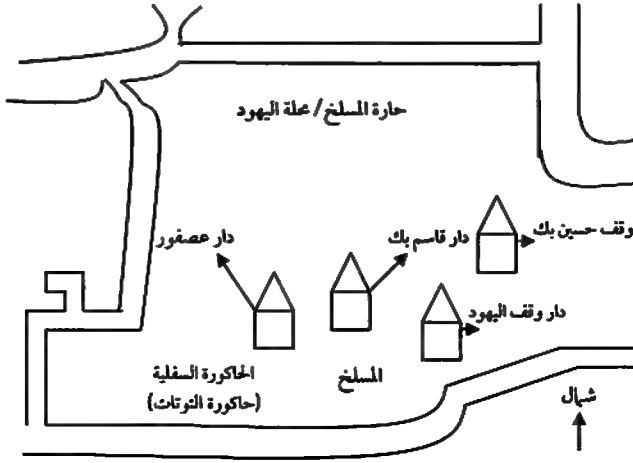 حارة المسلخ / محلة اليهود
وقف حسين بك
دار قاسم بك
دار عصفور
دار وقف اليهود
المسلخ
الحاكورة السفلية
(حاكورة التوتات)
شمال